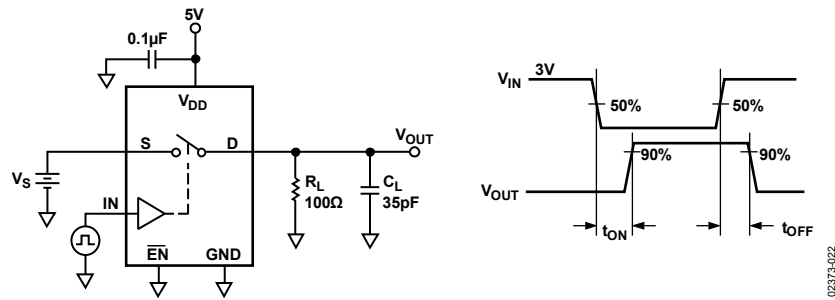 5V
0.1µF
VDD
S
D
VOUT
VS
RL
100Ω
CL
35pF
IN
EN
GND
VIN
3V
50%
50%
90%
90%
VOUT
tON
tOFF
02373-022